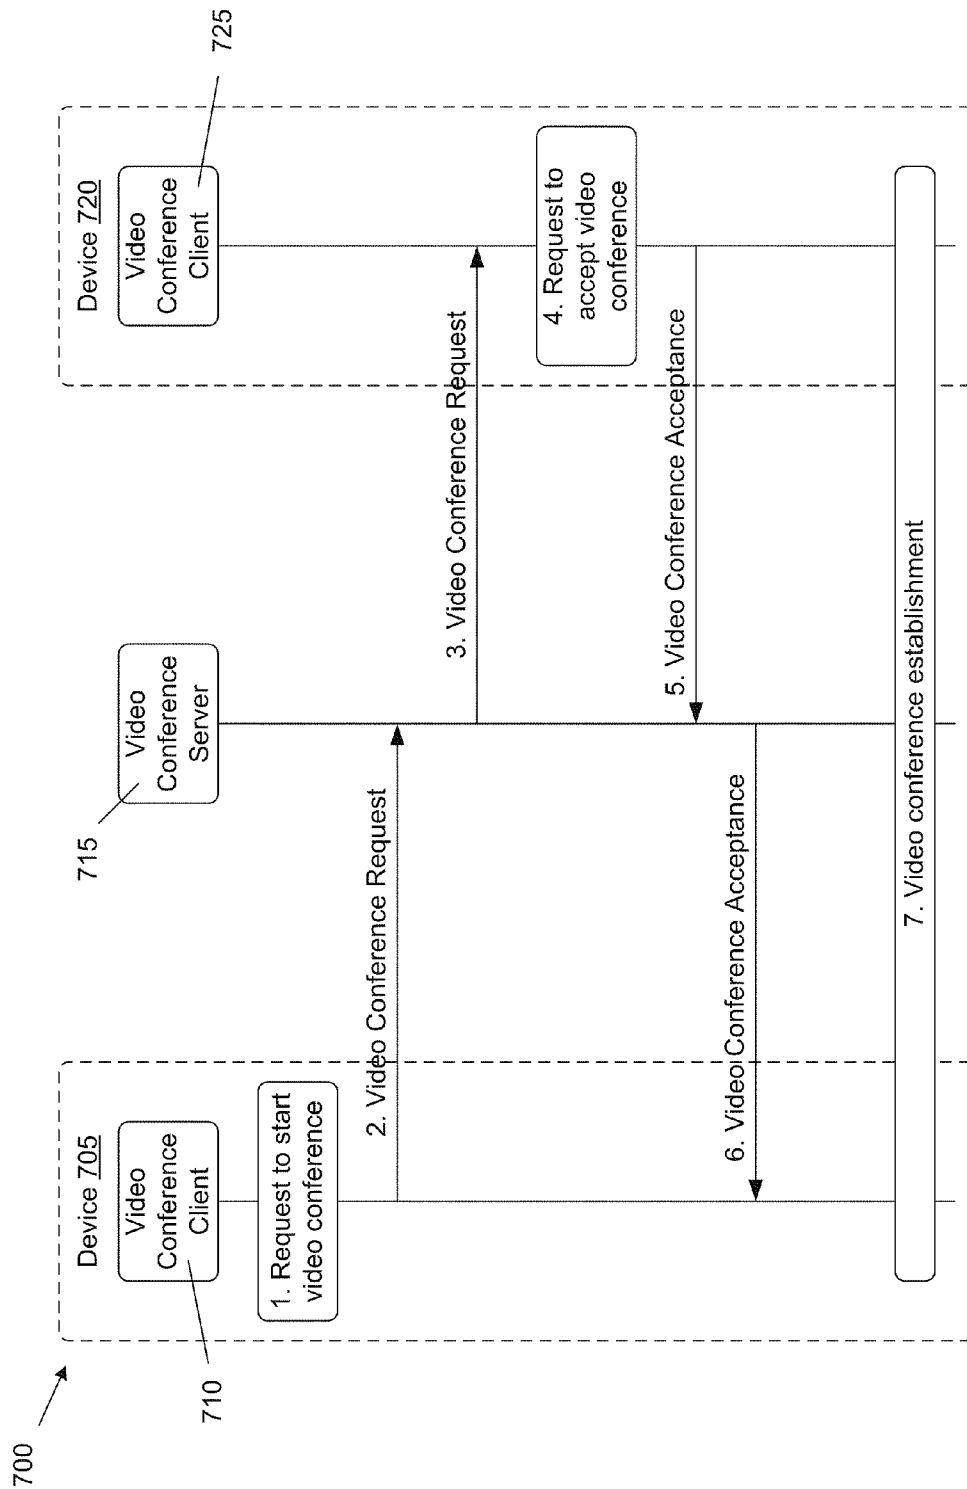 700
Device 705
Video
Conference
Client
710
715
Video
Conference
Server
Device 720
Video
Conference
Client
725
1. Request to start
video conference
2. Video Conference Request
3. Video Conference Request
4. Request to
accept video
conference
5. Video Conference Acceptance
6. Video Conference Acceptance
7. Video conference establishment